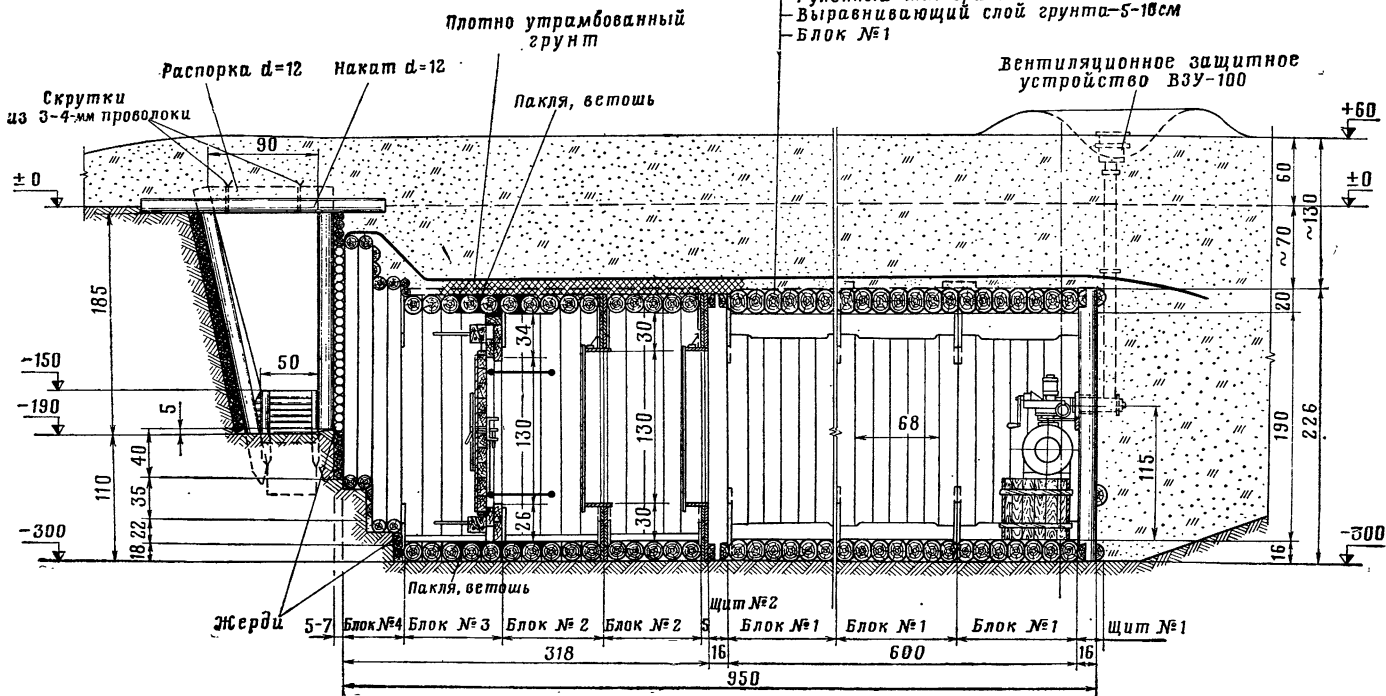 Выравнивающий слой грунта-5-10см
Блок №1
Плотно утрамбованный
грунт
Распорка d=12
Накат d=12
Вентиляционное защитное
устройство ВЗУ-100
Скрутки
из 3-4-мм проволоки
Пакля, ветошь
+60
90
±0
60
±0
~130
~70
185
20
34
30
-150
50
-190
5
130
130
68
190
226
115
40
110
35
22
18
26
30
-300
-300
16
Пакля, ветошь
Щит №2
Жерди
5-7
Блок №4
Блок №3
Блок №2
Блок №2
5
Блок №1
Блок №1
Блок №1
Щит №1
318
16
600
16
950